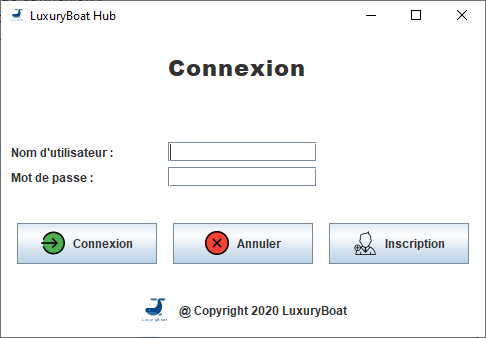 LuxuryBoat Hub
Connexion
Nom d'utilisateur :
Mot de passe :
Connexion
Annuler
Inscription
@ Copyright 2020 LuxuryBoat